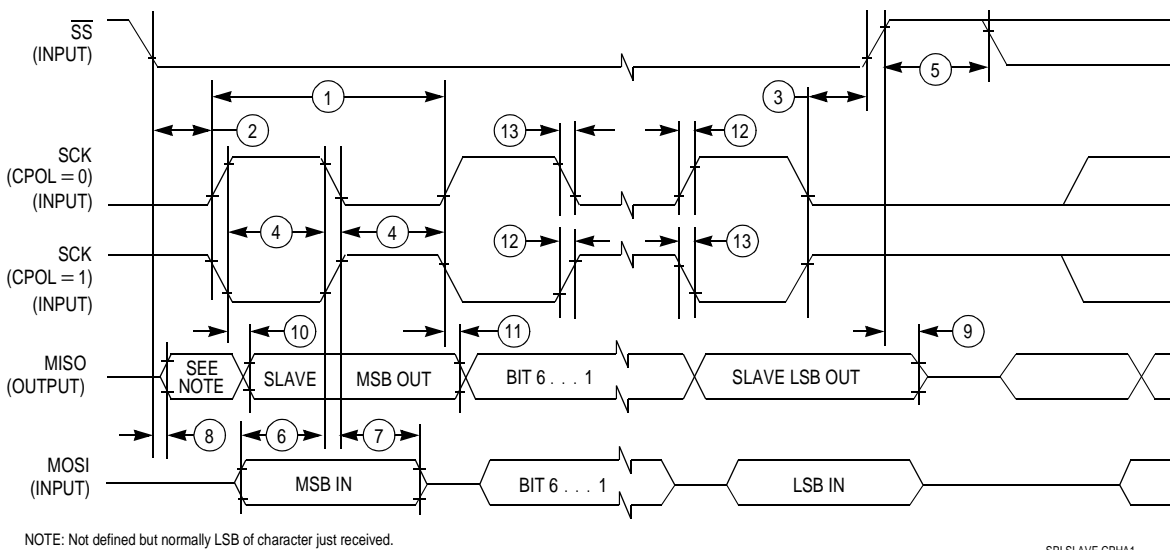 SS
(INPUT)
5
1
3
2
13
12
SCK
(CPOL = 0)
(INPUT)
4
4
SCK
(CPOL = 1)
(INPUT)
12
13
10
11
9
MISO
(OUTPUT)
SEE
NOTE
SLAVE
MSB OUT
BIT 6 . . . 1
SLAVE LSB OUT
8
6
7
MOSI
(INPUT)
MSB IN
BIT 6 . . . 1
LSB IN
NOTE: Not defined but normally LSB of character just received.
SPI SLAVE CPHA1